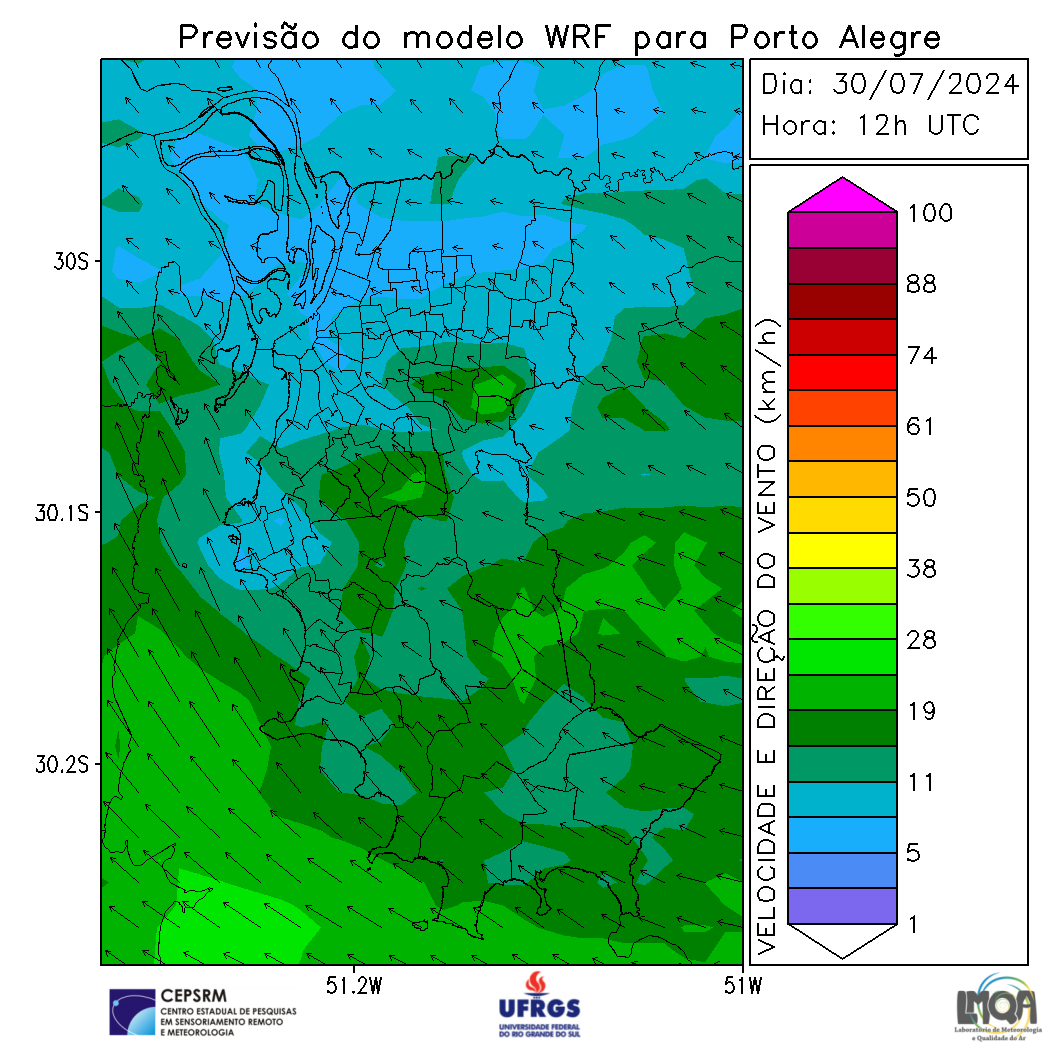 Previsão do modelo WRF para Porto Alegre
Dia: 30/07/2024
Hora: 12h UTC
30S
30.1S
30.2S
51.2W
51W
VELOCIDADE E DIREÇÃO DO VENTO (km/h)
100
88
74
61
50
38
28
19
11
5
1
CEPSRM
CENTRO ESTADUAL DE PESQUISAS
EM SENSORIAMENTO REMOTO
E METEOROLOGIA
UFRGS
UNIVERSIDADE FEDERAL
DO RIO GRANDE DO SUL
LMQA
Laboratório de Meteorologia
e Qualidade do Ar